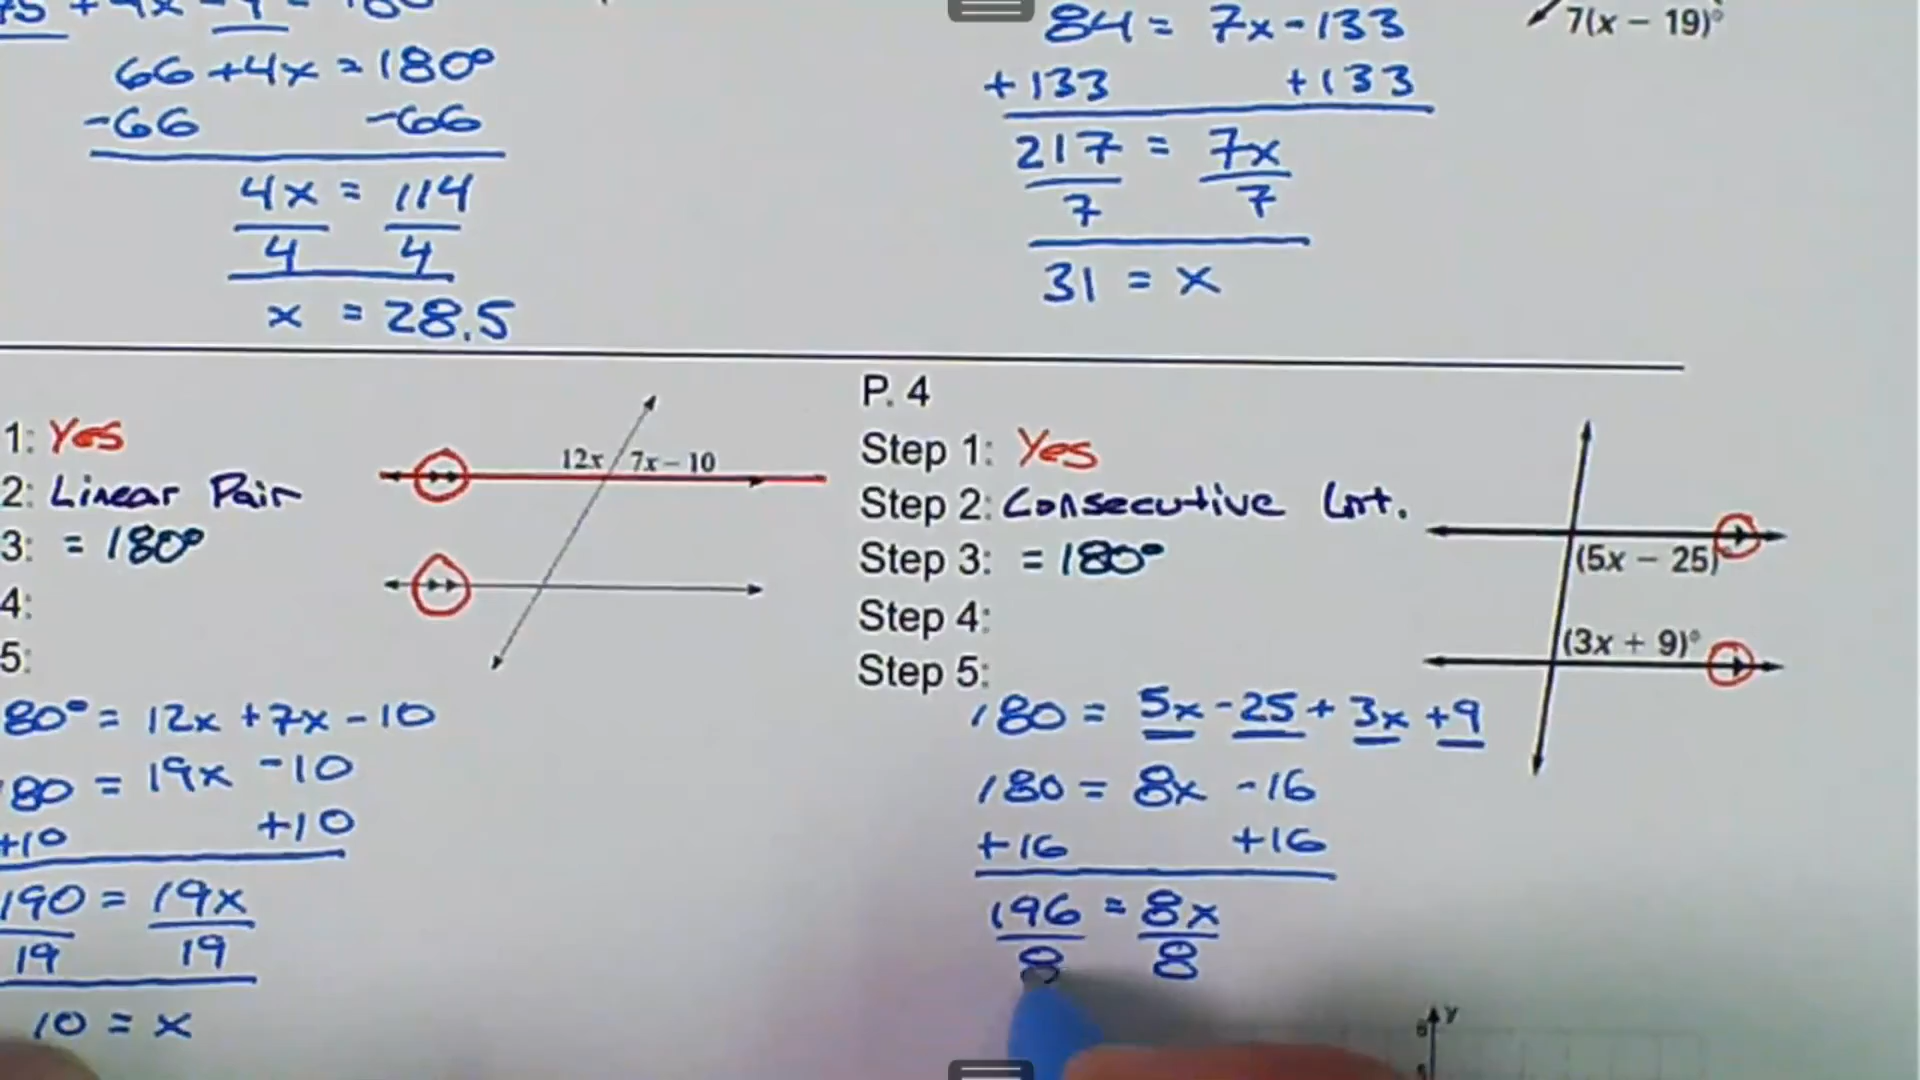 66 + 4x = 180°
-66 -66
4x = 114
4 4
x = 28.5
84 = 7x - 133
+133 +133
217 = 7x
7 7
31 = x
7(x − 19)°
1: Yes
2: Linear Pair
3: = 180°
4:
5:
12x 7x − 10
80° = 12x + 7x - 10
80 = 19x - 10
+10 +10
190 = 19x
19 19
10 = x
P. 4
Step 1: Yes
Step 2: Consecutive Int.
Step 3: = 180°
Step 4:
Step 5:
(5x − 25)
(3x + 9)°
180 = 5x - 25 + 3x + 9
180 = 8x - 16
+16 +16
196 = 8x
8 8
y
6